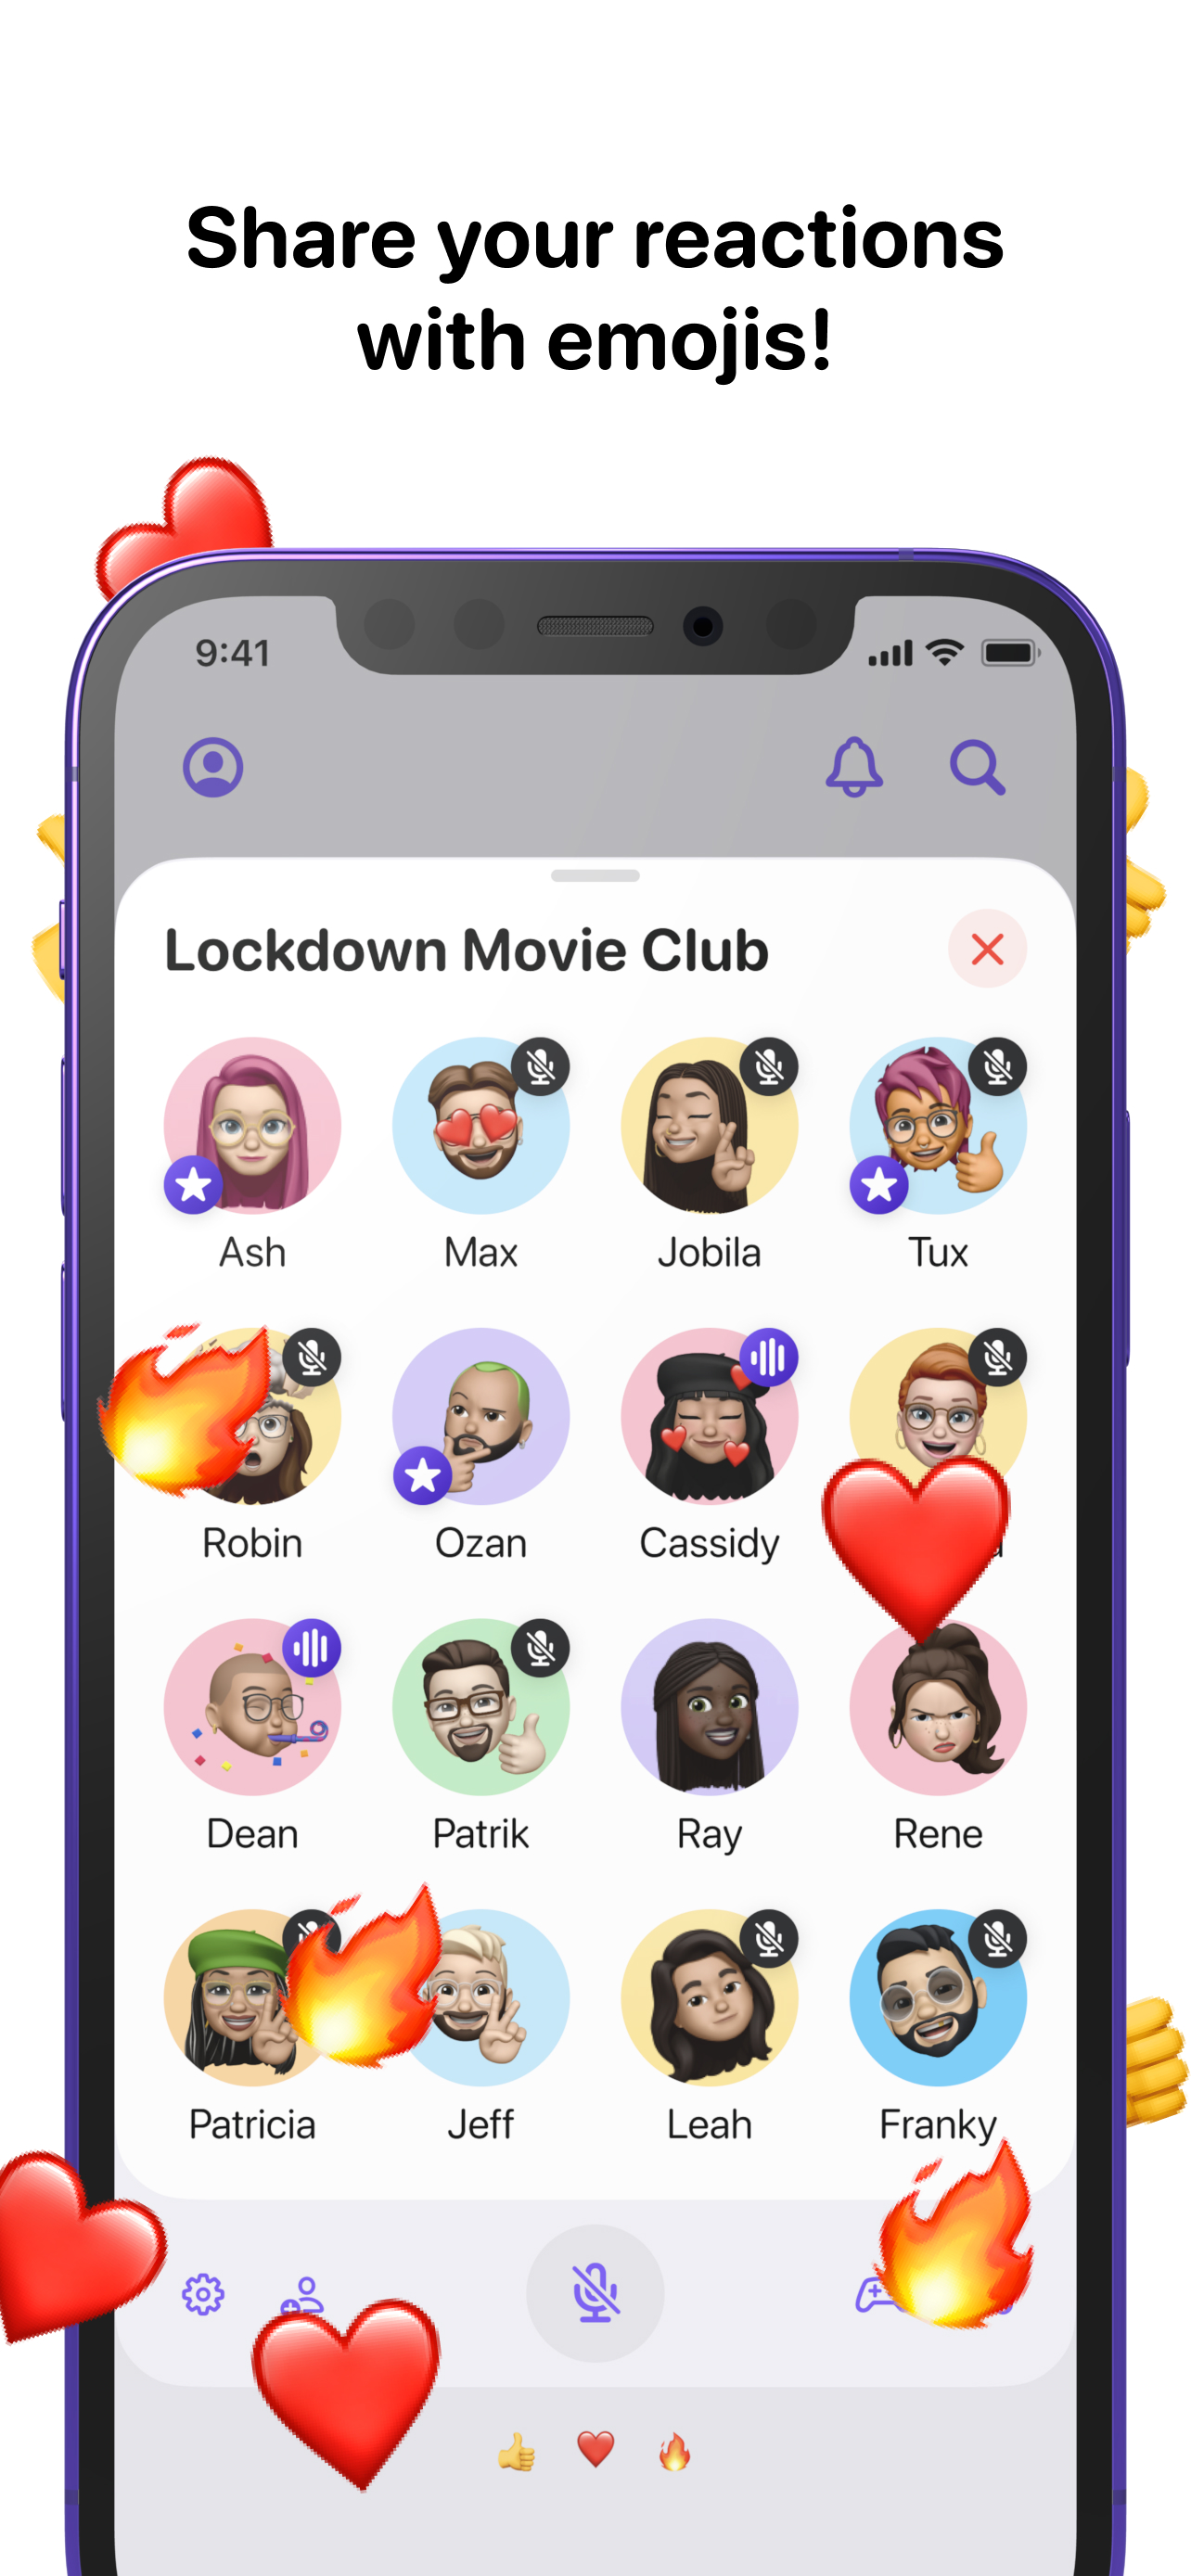 Share your reactions
with emojis!
9:41
Lockdown Movie Club
Ash Max Jobila Tux
Robin Ozan Cassidy
Dean Patrik Ray Rene
Patricia Jeff Leah Franky